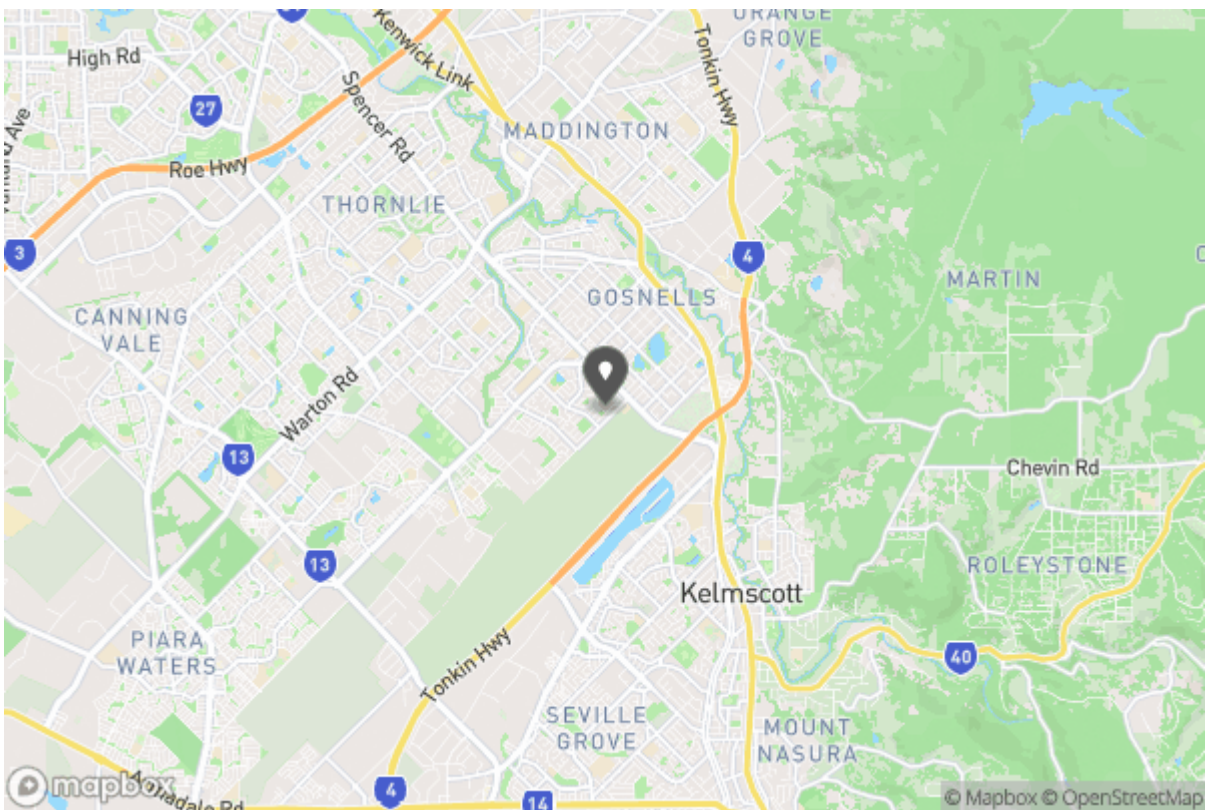 ORANGE
GROVE
High Rd
Kenwick Link
Tonkin Hwy
27
Spencer Rd
MADDINGTON
Roe Hwy
THORNLIE
3
4
GOSNELLS
MARTIN
CANNING
VALE
Warton Rd
13
Chevin Rd
13
ROLEYSTONE
Kelmscott
PIARA
WATERS
Tonkin Hwy
40
SEVILLE
GROVE
MOUNT
NASURA
mapbox
4
14
© Mapbox © OpenStreetMap